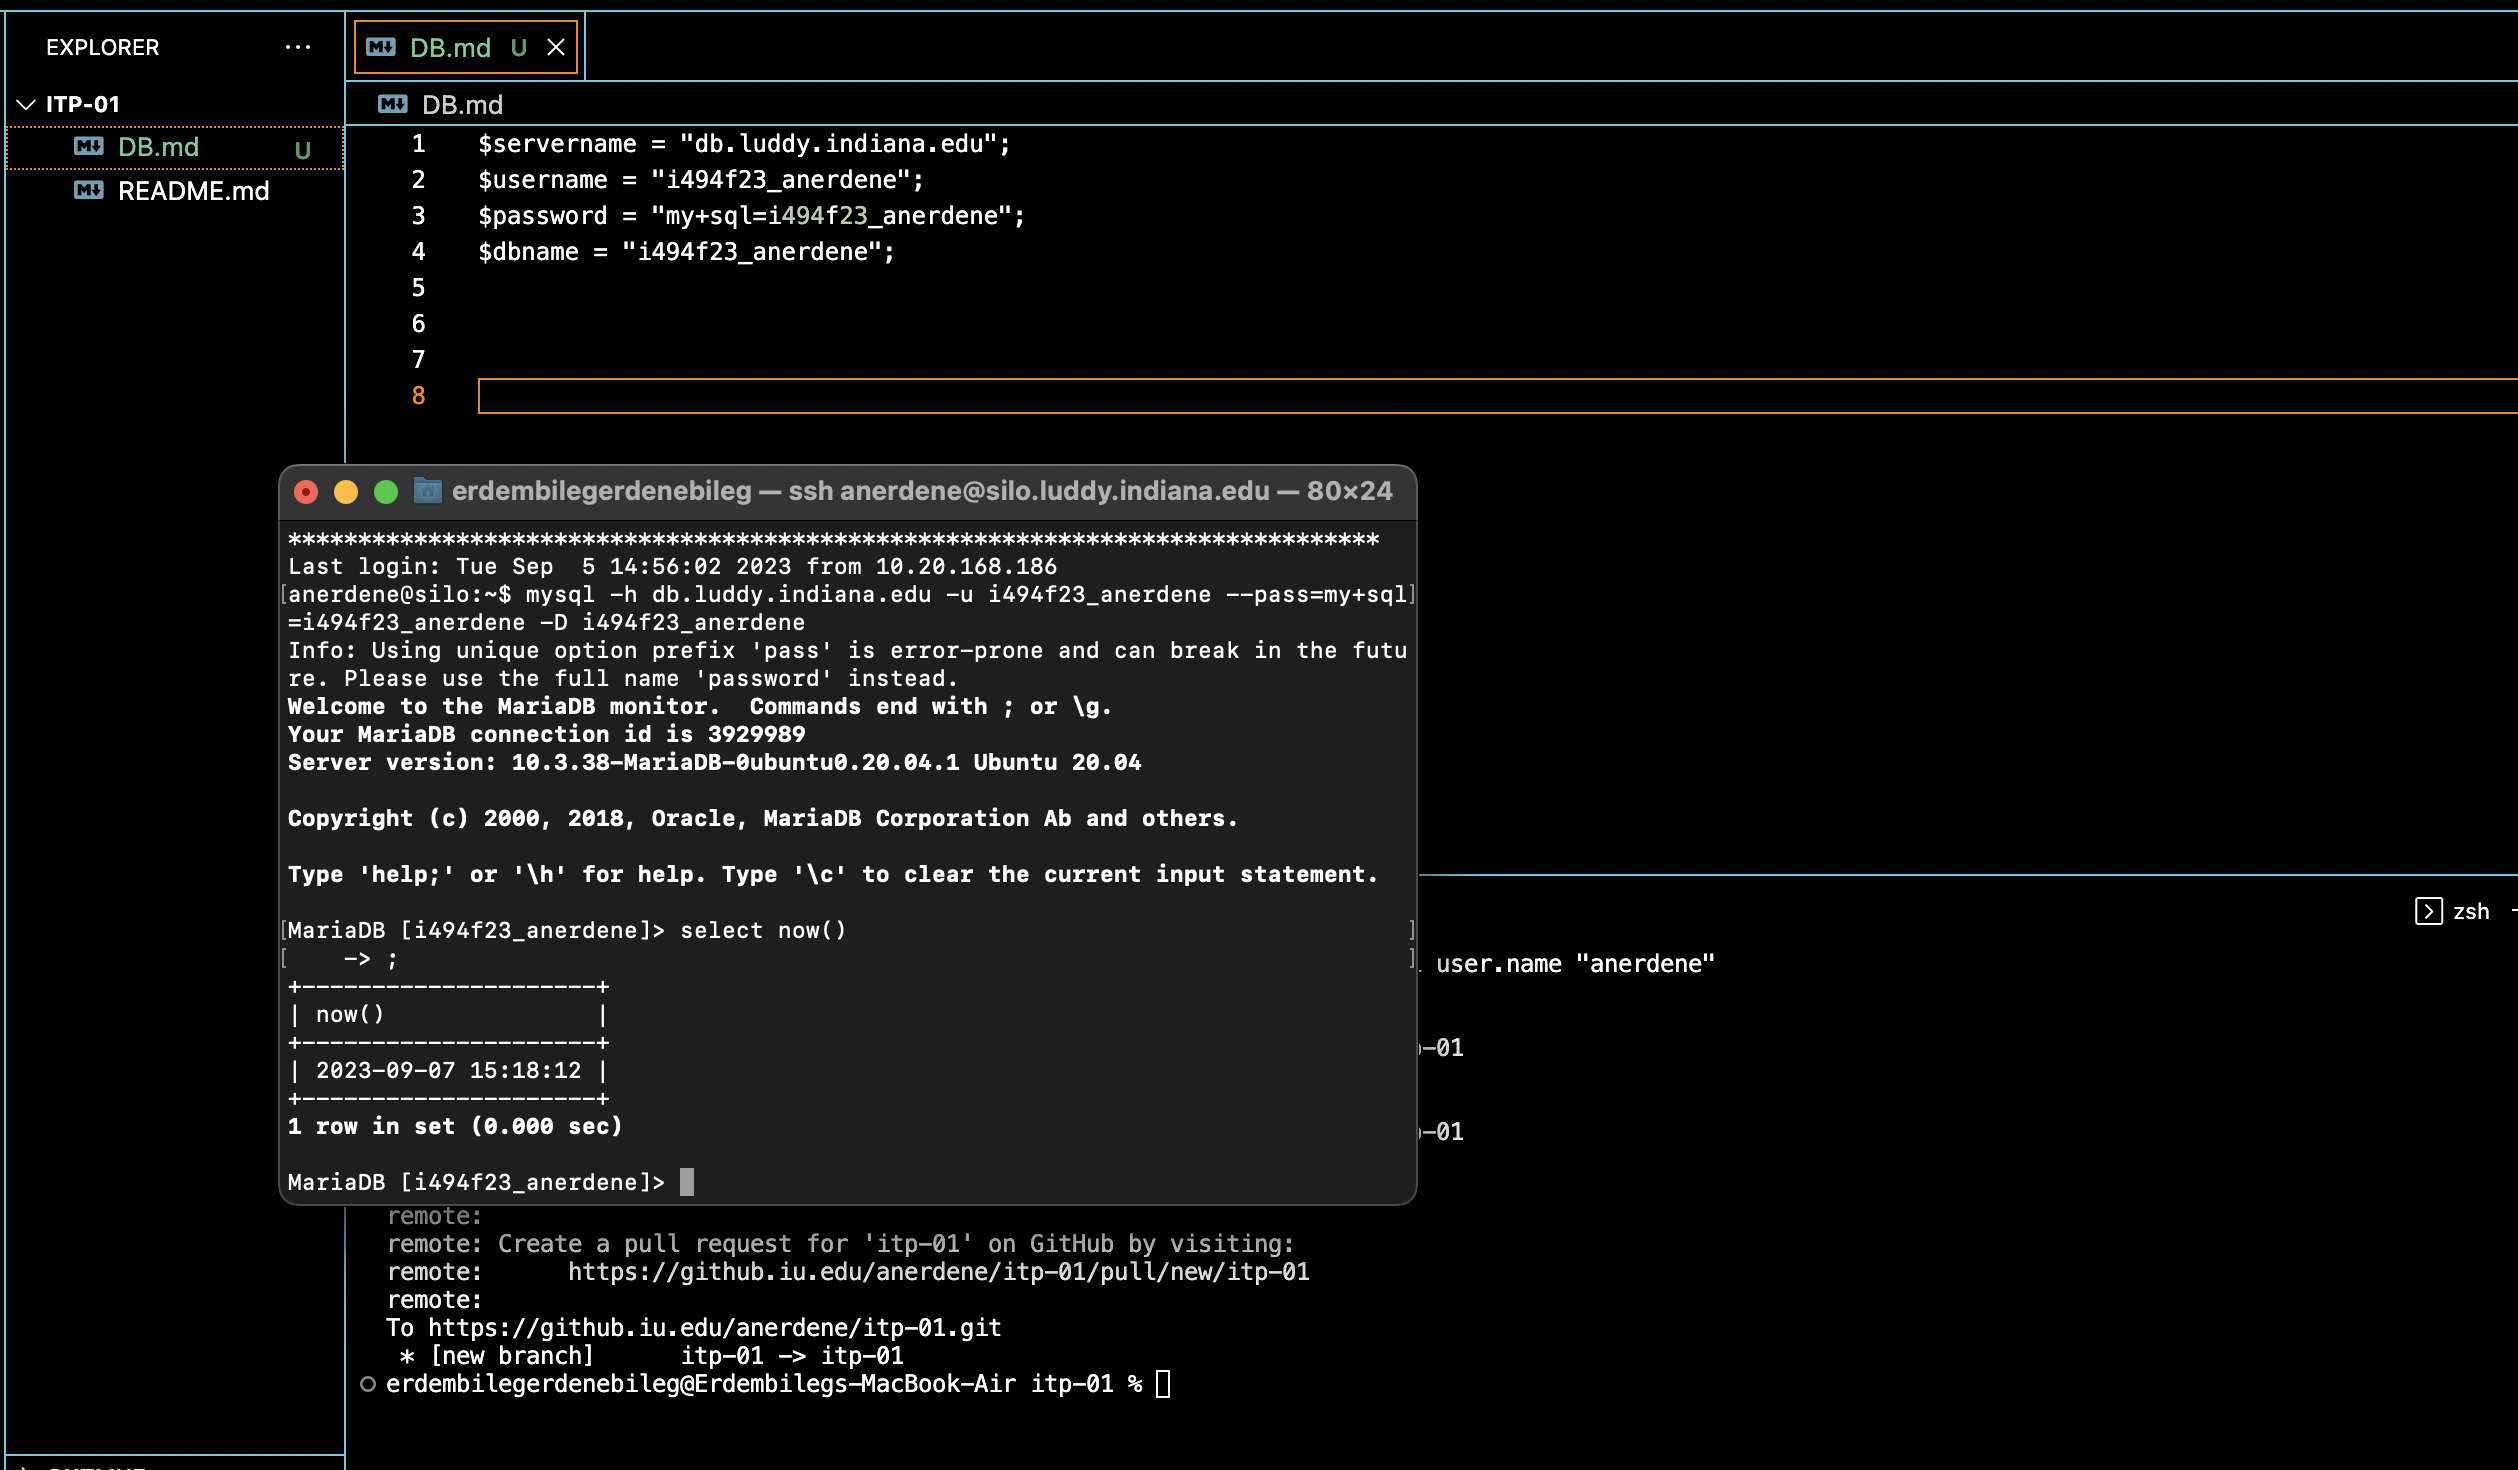 EXPLORER ...
ITP-01
DB.md U
README.md
DB.md U
DB.md
1 $servername = "db.luddy.indiana.edu";
2 $username = "i494f23_anerdene";
3 $password = "my+sql=i494f23_anerdene";
4 $dbname = "i494f23_anerdene";
5
6
7
8
erdembilegerdenebileg — ssh anerdene@silo.luddy.indiana.edu — 80×24
******************************************************************************
Last login: Tue Sep  5 14:56:02 2023 from 10.20.168.186
[anerdene@silo:~$ mysql -h db.luddy.indiana.edu -u i494f23_anerdene --pass=my+sql]
=i494f23_anerdene -D i494f23_anerdene
Info: Using unique option prefix 'pass' is error-prone and can break in the futu
re. Please use the full name 'password' instead.
Welcome to the MariaDB monitor.  Commands end with ; or \g.
Your MariaDB connection id is 3929989
Server version: 10.3.38-MariaDB-0ubuntu0.20.04.1 Ubuntu 20.04
Copyright (c) 2000, 2018, Oracle, MariaDB Corporation Ab and others.
Type 'help;' or '\h' for help. Type '\c' to clear the current input statement.
[MariaDB [i494f23_anerdene]> select now() ]
[    -> ; ]
+---------------------+
| now()               |
+---------------------+
| 2023-09-07 15:18:12 |
+---------------------+
1 row in set (0.000 sec)
MariaDB [i494f23_anerdene]>
zsh
user.name "anerdene"
-01
-01
remote:
remote: Create a pull request for 'itp-01' on GitHub by visiting:
remote:      https://github.iu.edu/anerdene/itp-01/pull/new/itp-01
remote:
To https://github.iu.edu/anerdene/itp-01.git
 * [new branch]      itp-01 -> itp-01
erdembilegerdenebileg@Erdembilegs-MacBook-Air itp-01 %